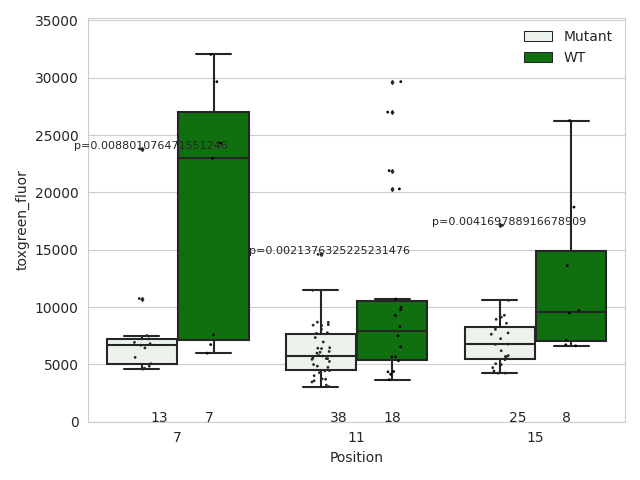 35000
30000
25000
20000
15000
10000
5000
0
toxgreen_fluor
Mutant
WT
p=0.008801076471551246
p=0.0021376325225231476
p=0.004169788916678909
13 7 38 18 25 8
7 11 15
Position